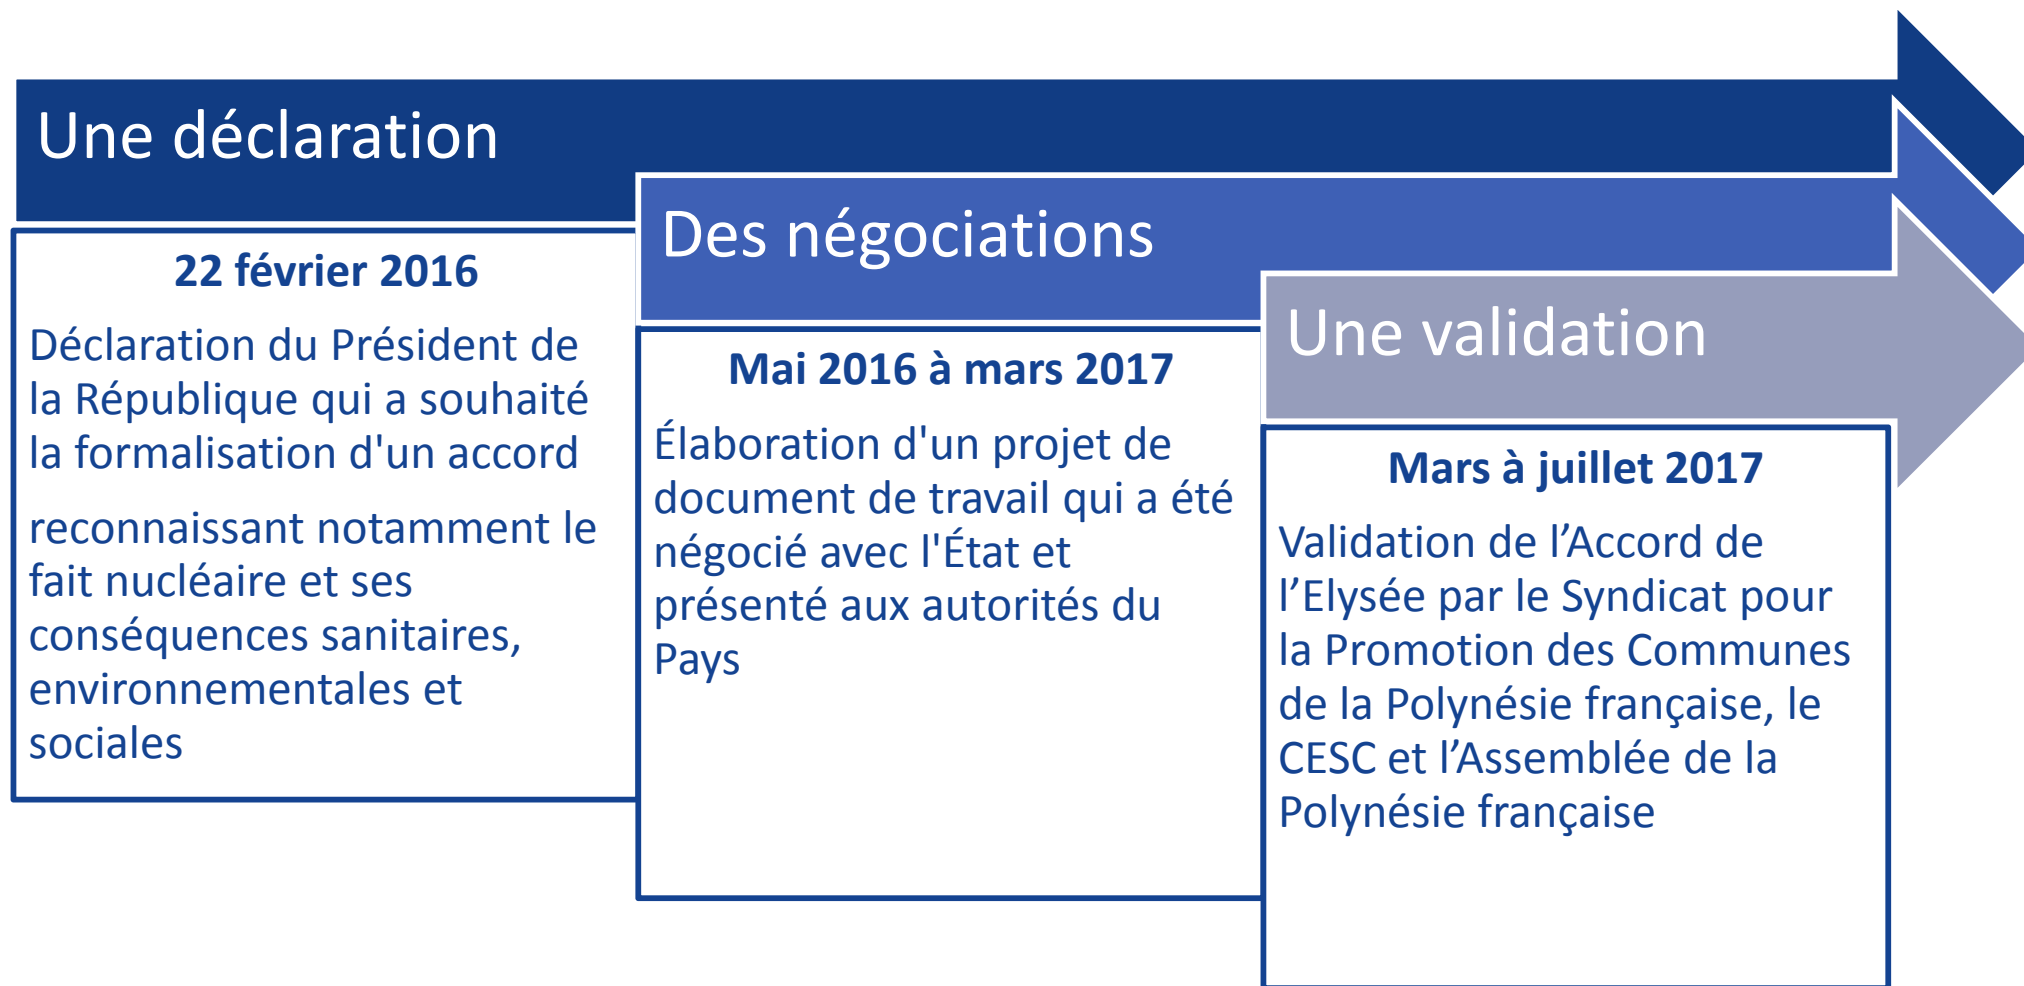 Une déclaration
22 février 2016
Déclaration du Président de
la République qui a souhaité
la formalisation d'un accord
reconnaissant notamment le
fait nucléaire et ses
conséquences sanitaires,
environnementales et
sociales
Des négociations
Mai 2016 à mars 2017
Élaboration d'un projet de
document de travail qui a été
négocié avec l'État et
présenté aux autorités du
Pays
Une validation
Mars à juillet 2017
Validation de l’Accord de
l’Elysée par le Syndicat pour
la Promotion des Communes
de la Polynésie française, le
CESC et l’Assemblée de la
Polynésie française